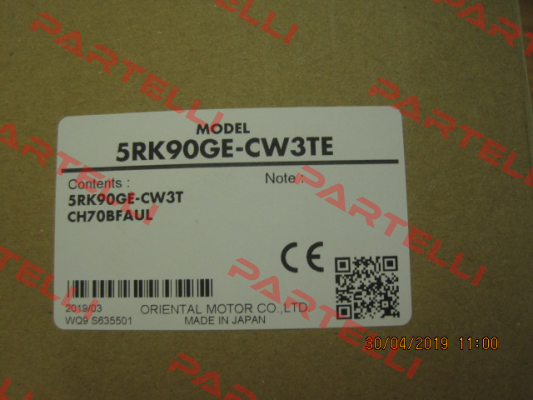 PARTELLI
PARTELLI
MODEL
5RK90GE-CW3TE
Contents :
Note :
5RK90GE-CW3T
CH70BFAUL
PARTELLI
PARTELLI
CE
2019/03
ORIENTAL MOTOR CO.,LTD.
WQ9 S635501
MADE IN JAPAN
30/04/2019 11:00
PARTELLI
PARTELLI